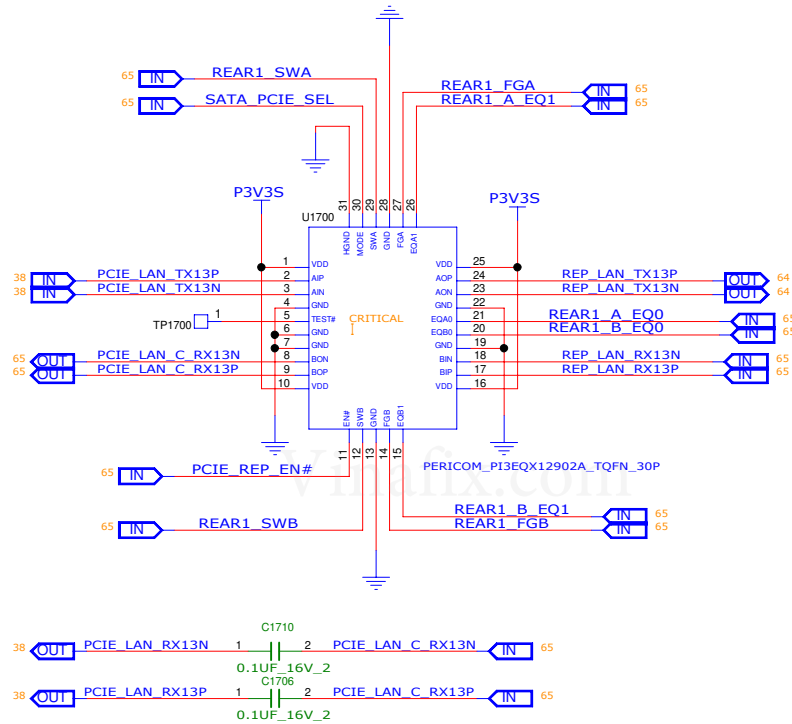 65 IN REAR1_SWA
65 IN SATA_PCIE_SEL
REAR1_FGA IN 65
REAR1_A_EQ1 IN 65
P3V3S
P3V3S
U1700
31 30 29 28 27 26
HGND MODE SWA GND FGA EQA1
1 VDD
38 IN PCIE_LAN_TX13P 2 AIP
38 IN PCIE_LAN_TX13N 3 AIN
4 GND
TP1700 1 5 TEST#
6 GND
7 GND
65 OUT PCIE_LAN_C_RX13N 8 BON
65 OUT PCIE_LAN_C_RX13P 9 BOP
10 VDD
CRITICAL
I
VDD 25
AOP 24 REP_LAN_TX13P OUT 64
AON 23 REP_LAN_TX13N OUT 64
GND 22
EQA0 21 REAR1_A_EQ0 IN 65
EQB0 20 REAR1_B_EQ0 IN 65
GND 19
BIN 18 REP_LAN_RX13N IN 65
BIP 17 REP_LAN_RX13P IN 65
VDD 16
EN# SWB GND FGB EQB1
11 12 13 14 15
PERICOM_PI3EQX12902A_TQFN_30P
Vinafix.com
65 IN PCIE_REP_EN#
65 IN REAR1_SWB
REAR1_B_EQ1 IN 65
REAR1_FGB IN 65
C1710
38 OUT PCIE_LAN_RX13N 1 2 PCIE_LAN_C_RX13N IN 65
0.1UF_16V_2
C1706
38 OUT PCIE_LAN_RX13P 1 2 PCIE_LAN_C_RX13P IN 65
0.1UF_16V_2